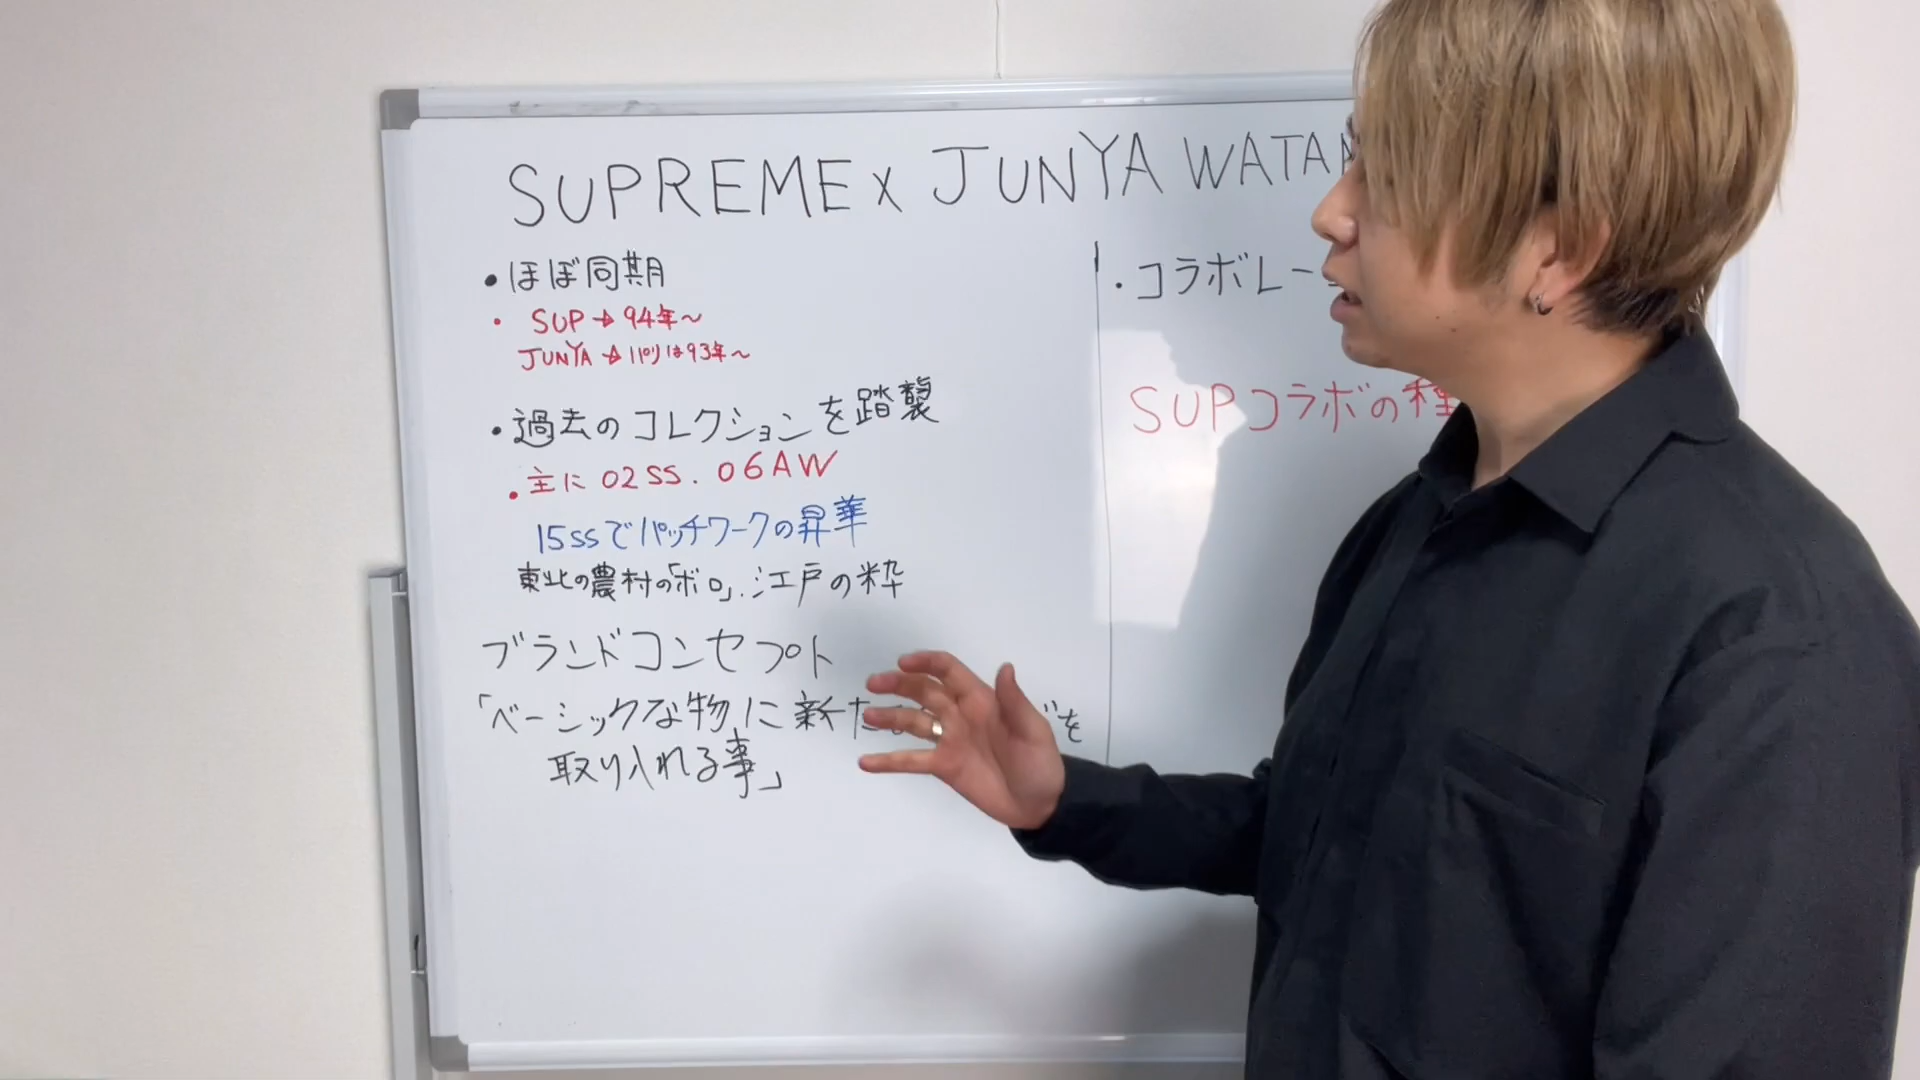 SUPREME x JUNYA WATAN
・ほぼ同期
・SUP→94年〜
JUNYA→パリは93年〜
・過去のコレクションを踏襲
・主に02SS.06AW
15SSでパッチワークの昇華
東北の農村の「ボロ」.江戸の粋
ブランドコンセプト
「ベーシックな物に新た を
取り入れる事」
・コラボレー
SUPコラボの種